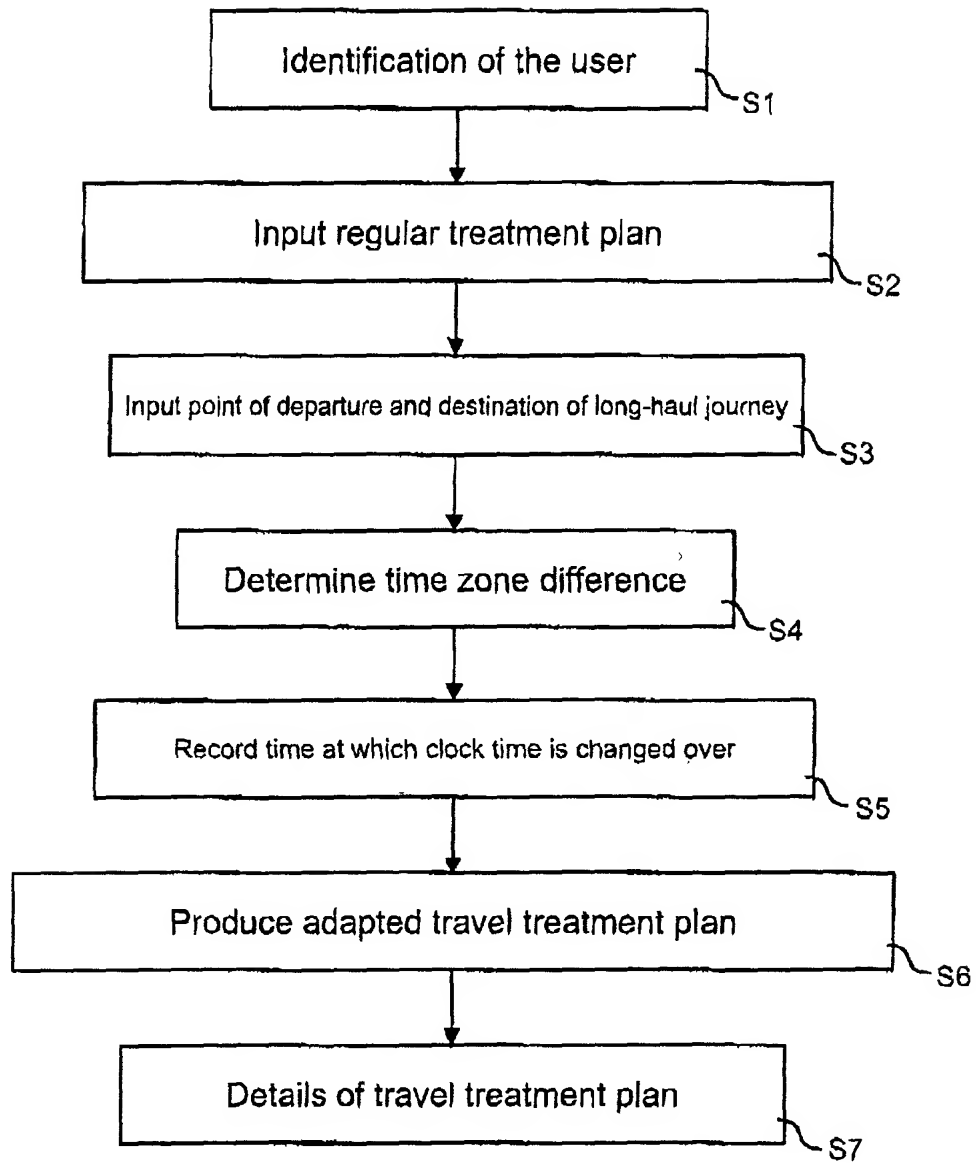 Identification of the user
S1
Input regular treatment plan
S2
Input point of departure and destination of long-haul journey
S3
Determine time zone difference
S4
Record time at which clock time is changed over
S5
Produce adapted travel treatment plan
S6
Details of travel treatment plan
S7